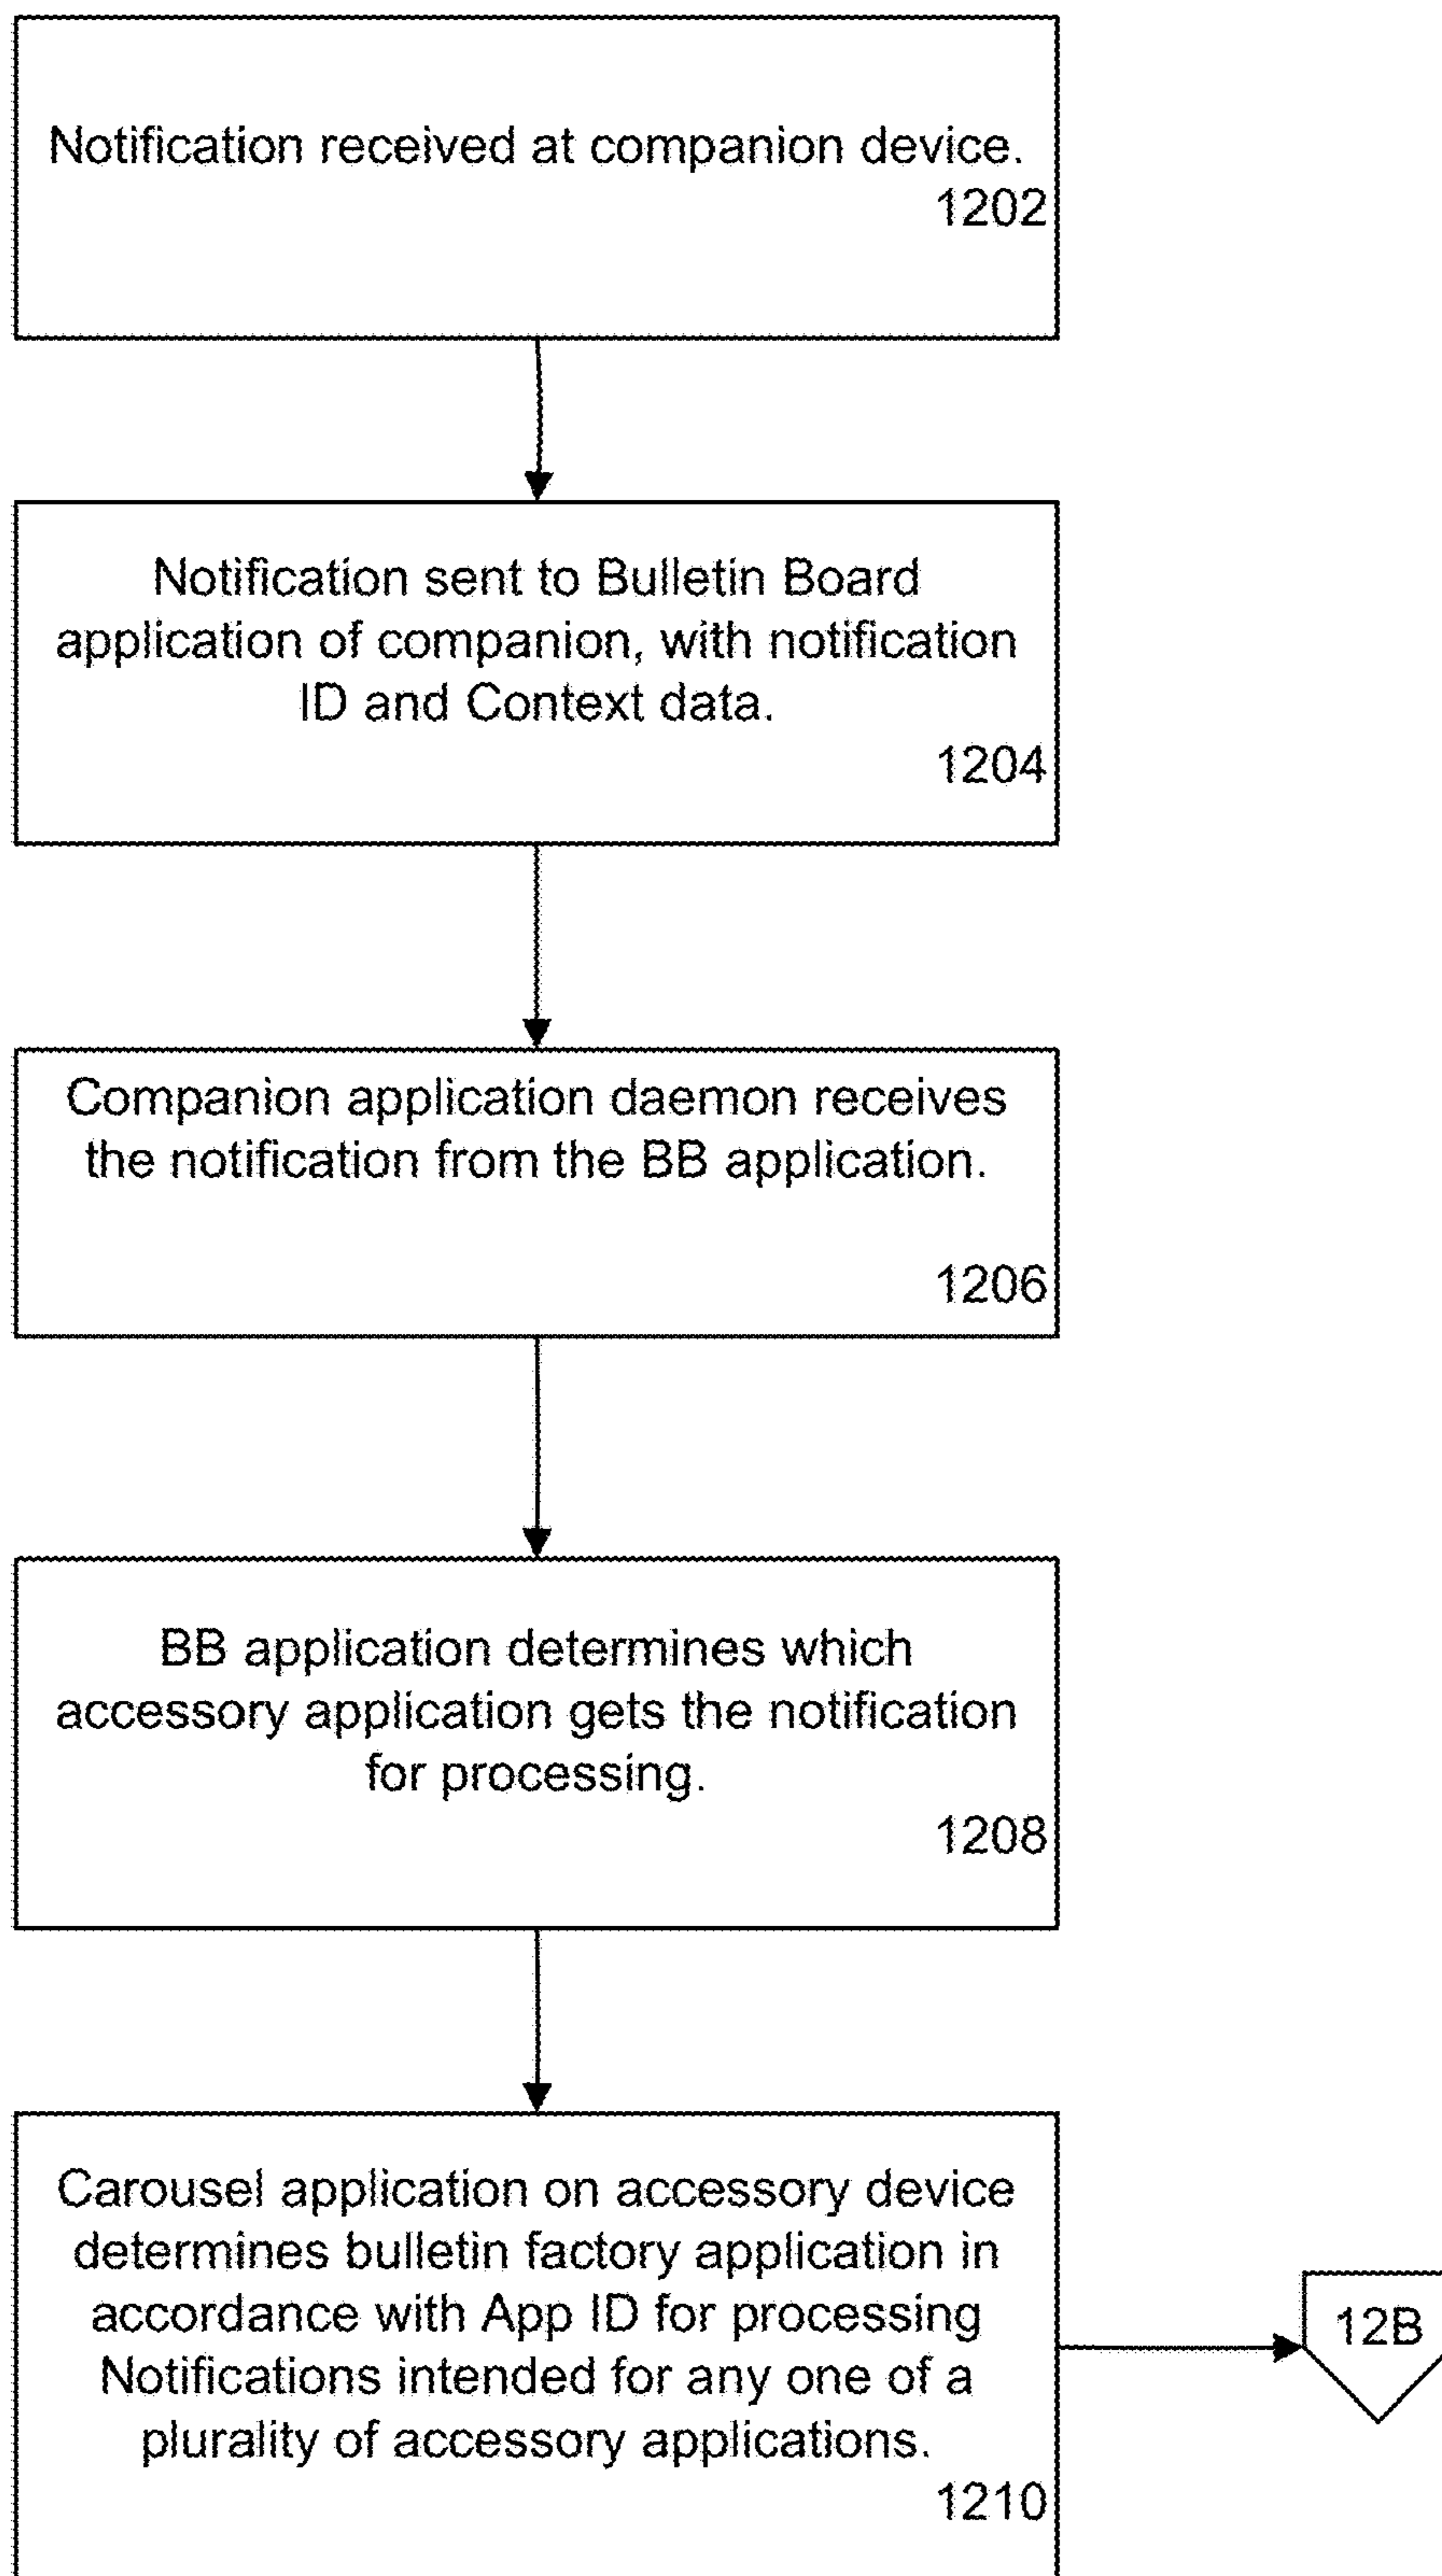 Notification received at companion device.
1202
Notification sent to Bulletin Board
application of companion, with notification
ID and Context data.
1204
Companion application daemon receives
the notification from the BB application.
1206
BB application determines which
accessory application gets the notification
for processing.
1208
Carousel application on accessory device
determines bulletin factory application in
accordance with App ID for processing
Notifications intended for any one of a
plurality of accessory applications.
1210
12B